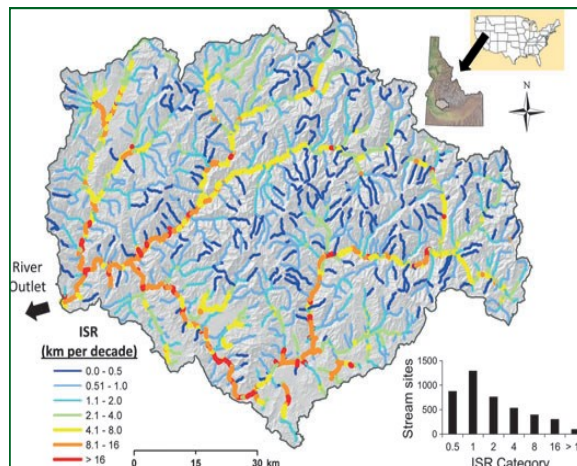 N
River
Outlet
ISR
(km per decade)
0.0 - 0.5
0.51 - 1.0
1.1 - 2.0
2.1 - 4.0
4.1 - 8.0
8.1 - 16
> 16
0 15 30 km
Stream sites
1500
1000
500
0
0.5 1 2 4 8 16 > 1
ISR Category